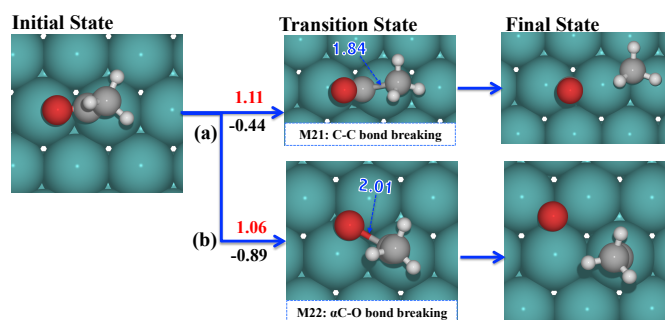 Initial State
Transition State
Final State
1.84
1.11
(a)
-0.44
M21: C-C bond breaking
2.01
1.06
(b)
-0.89
M22: αC-O bond breaking